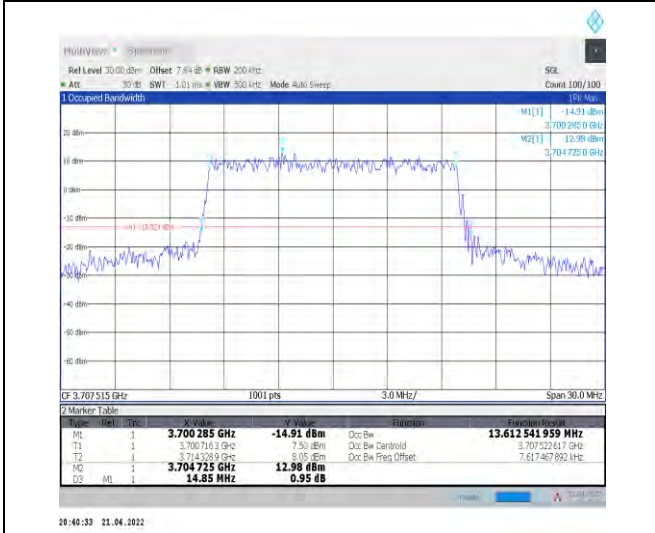 MultiView Spectrum
Ref Level 30.00 dBm Offset 7.64 dB RBW 200 kHz SGL
Att 30 dB SWT 1.01 ms VBW 500 kHz Mode Auto Sweep Count 100/100
1 Occupied Bandwidth 1Pk Max
M1[1] -14.91 dBm
3.700 285 0 GHz
M2[1] 12.98 dBm
3.704 725 0 GHz
20 dBm
10 dBm
0 dBm
-10 dBm
-20 dBm
-30 dBm
-40 dBm
-50 dBm
-60 dBm
CF 3.707 515 GHz 1001 pts 3.0 MHz/ Span 30.0 MHz
2 Marker Table
Type Ref Trc X-Value Y-Value Function Function Result
M1 1 3.700 285 GHz -14.91 dBm Occ Bw 13.612 541 959 MHz
T1 1 3.700 716 3 GHz 7.50 dBm Occ Bw Centroid 3.707 522 617 GHz
T2 1 3.714 328 9 GHz 8.05 dBm Occ Bw Freq Offset 7.617 467 892 kHz
M2 1 3.704 725 GHz 12.98 dBm
D3 M1 1 14.85 MHz 0.95 dB
20:40:33 21.04.2022